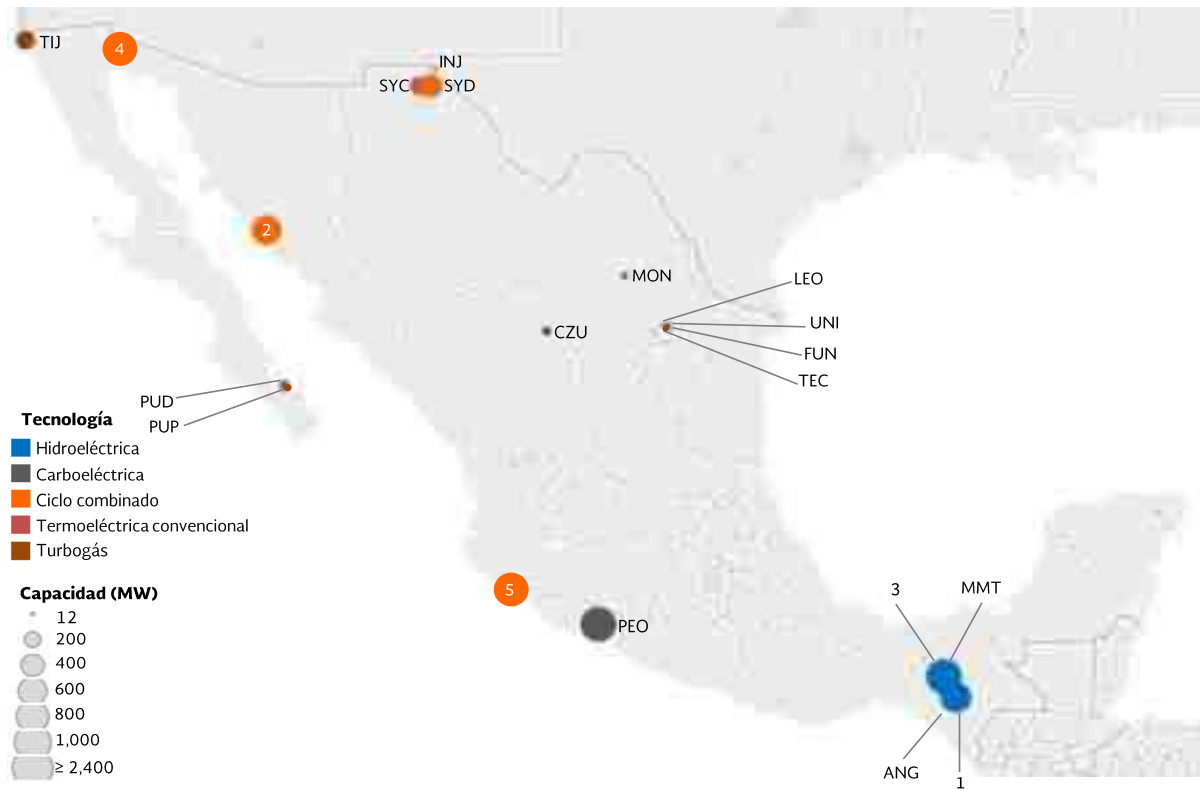 TIJ
4
INJ
SYC
SYD
2
MON
LEO
UNI
CZU
FUN
TEC
PUD
PUP
Tecnología
Hidroeléctrica
Carboeléctrica
Ciclo combinado
Termoeléctrica convencional
Turbogás
Capacidad (MW)
12
200
400
600
800
1,000
≥ 2,400
5
PEO
3
MMT
ANG
1